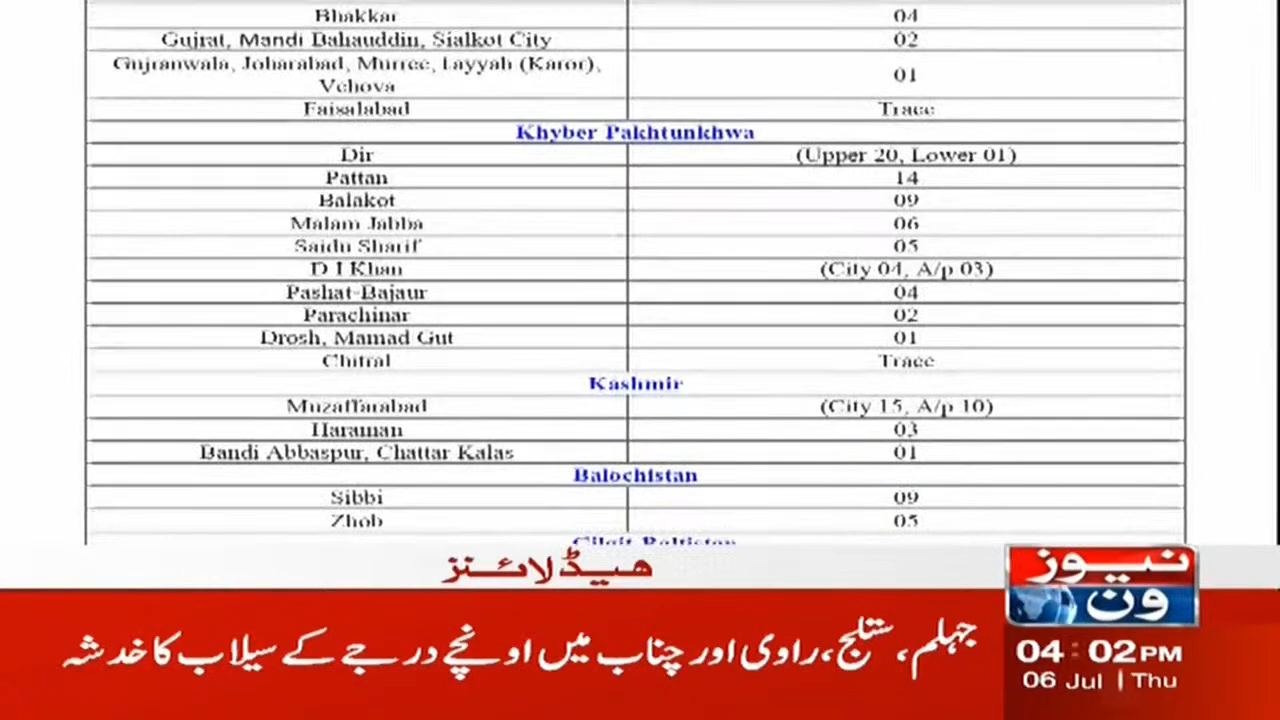 Bhakkar 04
Gujrat, Mandi Bahauddin, Sialkot City 02
Gujranwala, Joharabad, Murree, Layyah (Karor),
Vehova 01
Faisalabad Trace
Khyber Pakhtunkhwa
Dir (Upper 20, Lower 01)
Pattan 14
Balakot 09
Malam Jabba 06
Saidu Sharif 05
D I Khan (City 04, A/p 03)
Pashat-Bajaur 04
Parachinar 02
Drosh, Mamad Gut 01
Chitral Trace
Kashmir
Muzaffarabad (City 15, A/p 10)
Haraman 03
Bandi Abbaspur, Chattar Kalas 01
Balochistan
Sibbi 09
Zhob 05
Gilgit Baltistan
ہیڈلائنز
نیوز
ون
جہلم، ستلج، راوی اور چناب میں اونچے درجے کے سیلاب کا خدشہ
04:02PM
06 Jul | Thu